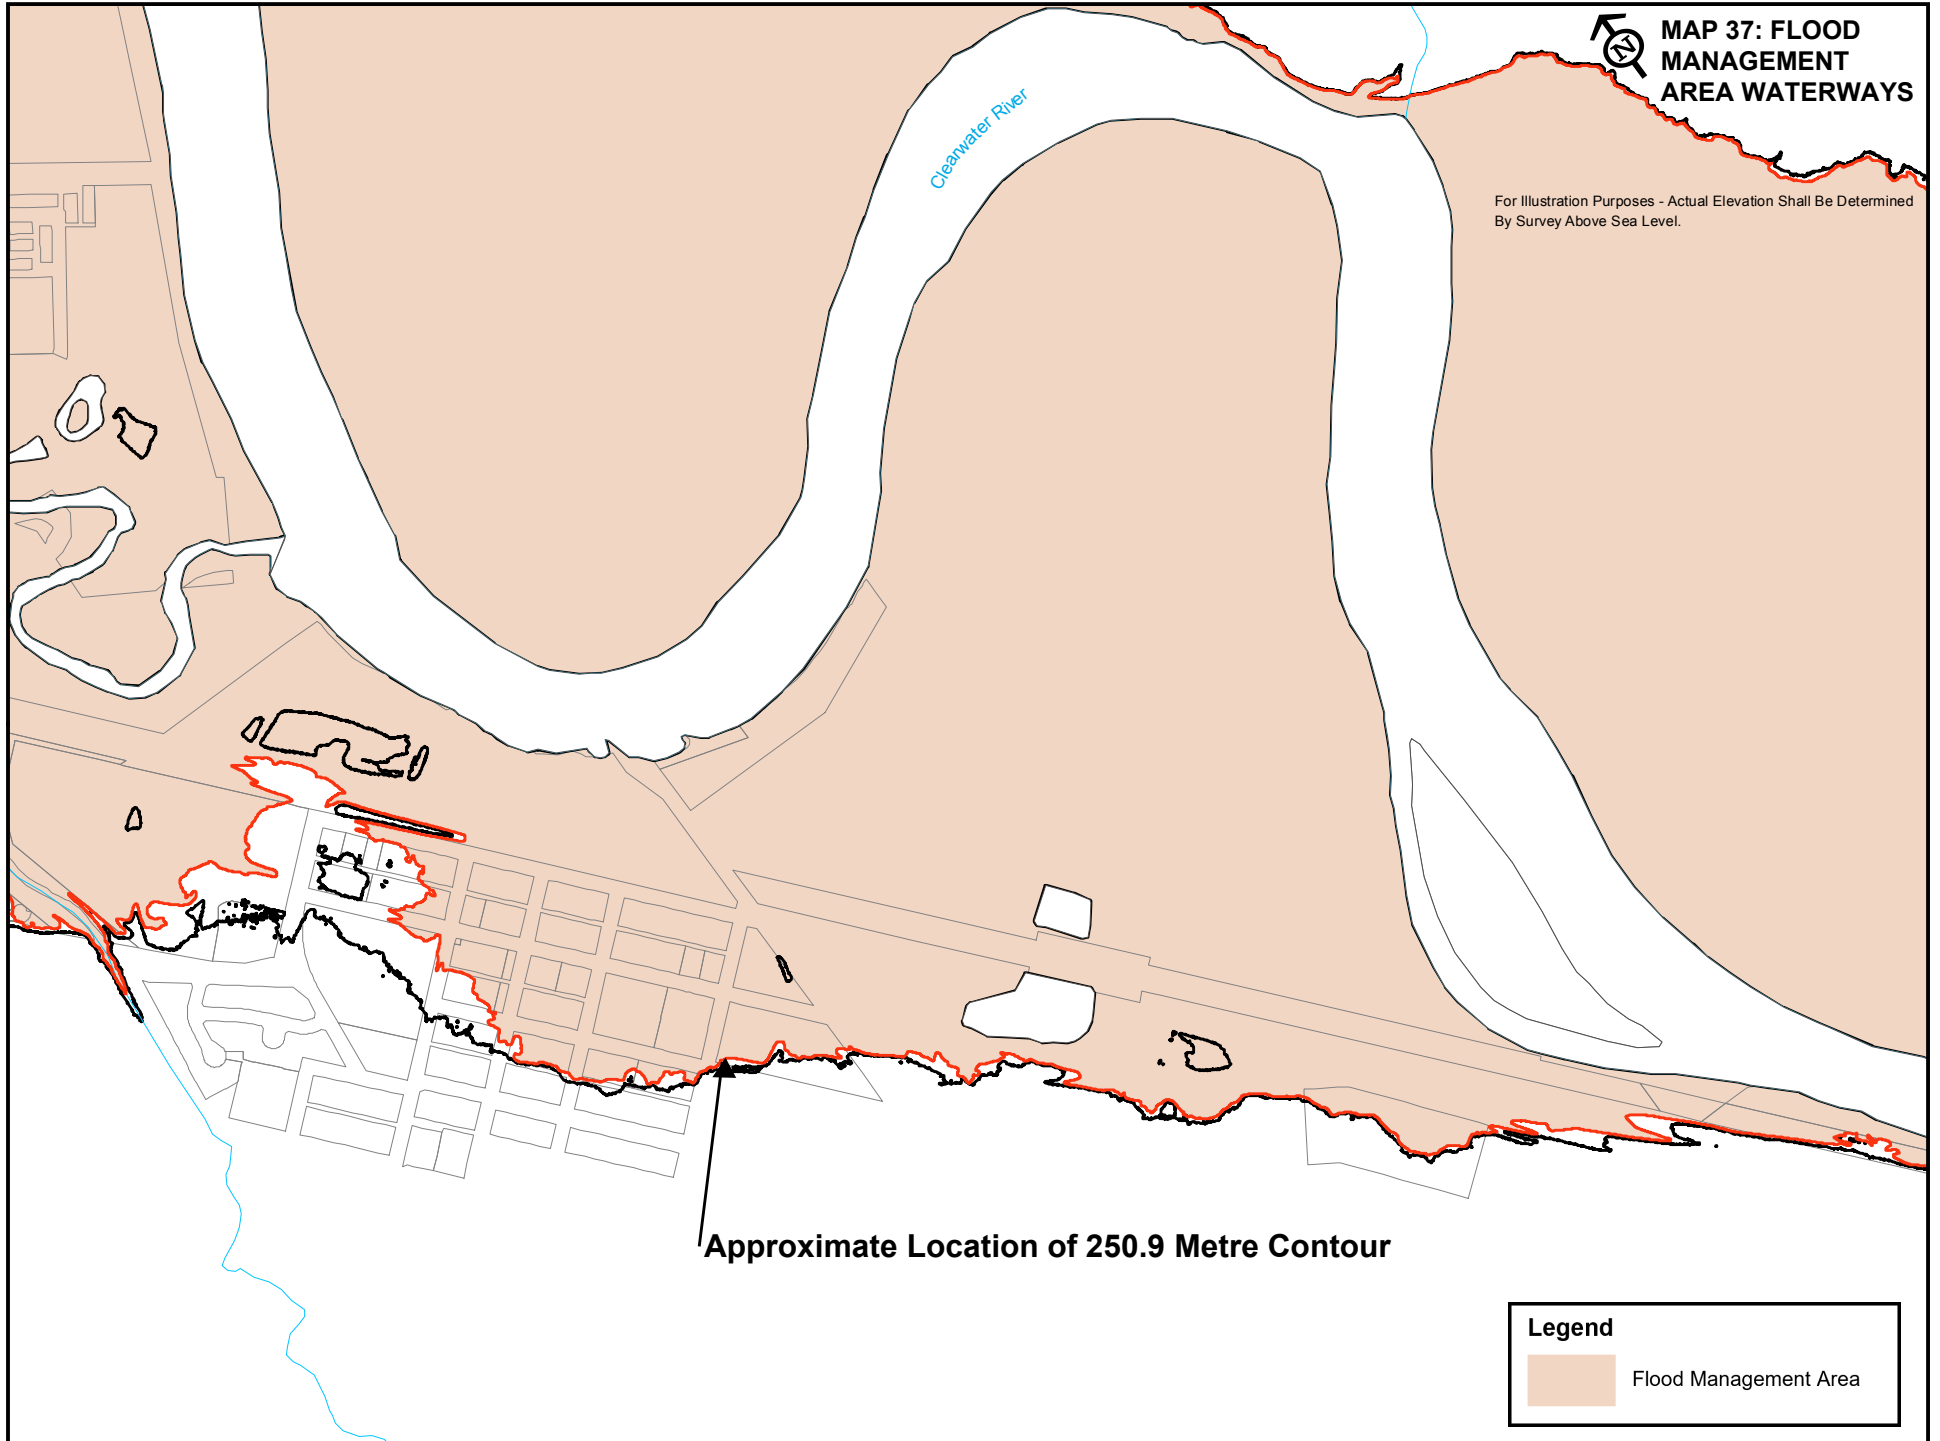 N
MAP 37: FLOOD
MANAGEMENT
AREA WATERWAYS
Clearwater River
For Illustration Purposes - Actual Elevation Shall Be Determined
By Survey Above Sea Level.
Approximate Location of 250.9 Metre Contour
Legend
Flood Management Area